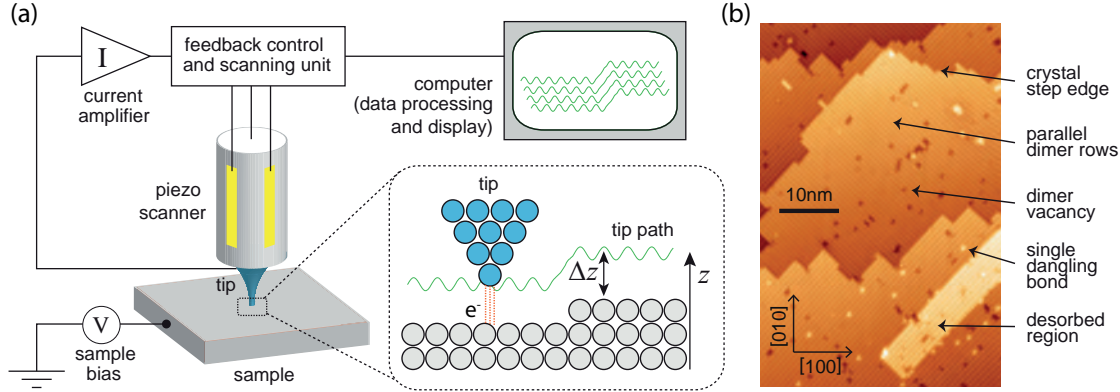 (a)
I
current
amplifier
feedback control
and scanning unit
computer
(data processing
and display)
piezo
scanner
tip
V
sample
bias
sample
tip
tip path
Δz
z
e-
(b)
crystal
step edge
parallel
dimer rows
10nm
dimer
vacancy
single
dangling
bond
desorbed
region
[010]
[100]